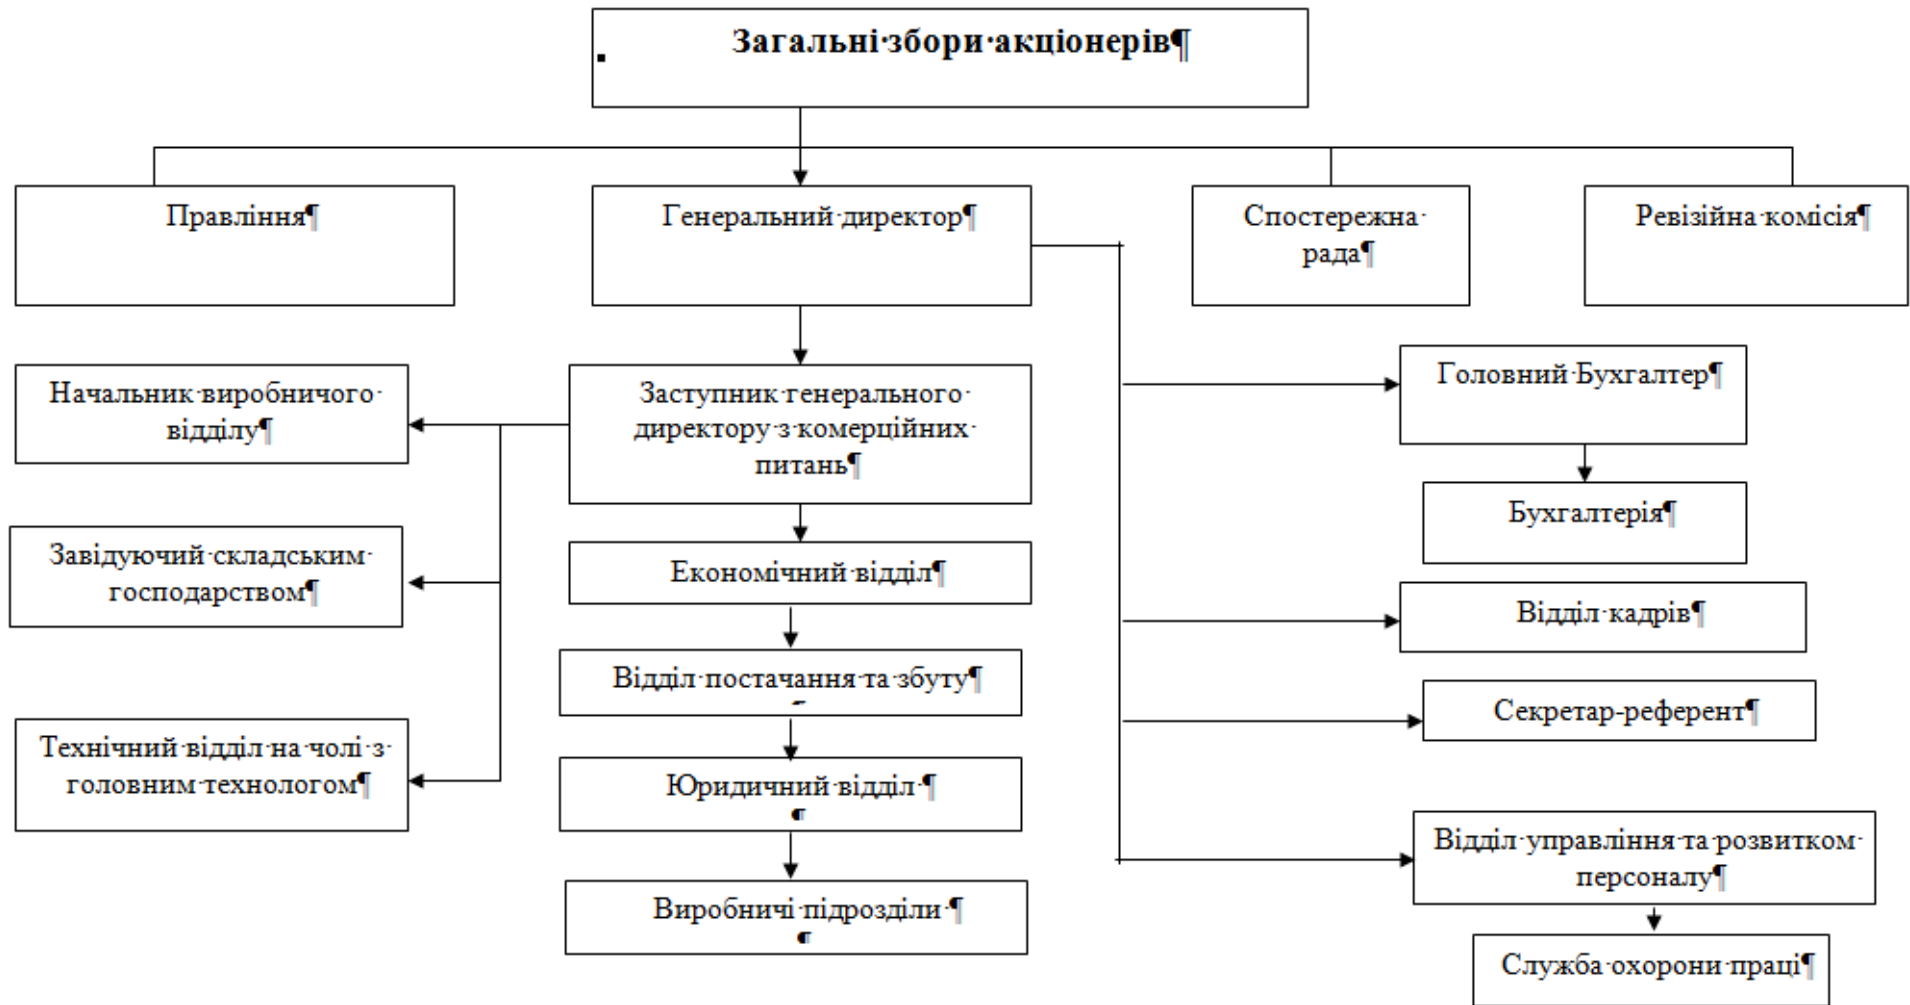 Загальні збори акціонерів
Правління
Генеральний директор
Спостережна
рада
Ревізійна комісія
Начальник виробничого
відділу
Заступник генерального
директору з комерційних
питань
Головний Бухгалтер
Бухгалтерія
Завідуючий складським
господарством
Економічний відділ
Відділ кадрів
Відділ постачання та збуту
Секретар-референт
Технічний відділ на чолі з
головним технологом
Юридичний відділ
Відділ управління та розвитком
персоналу
Виробничі підрозділи
Служба охорони праці